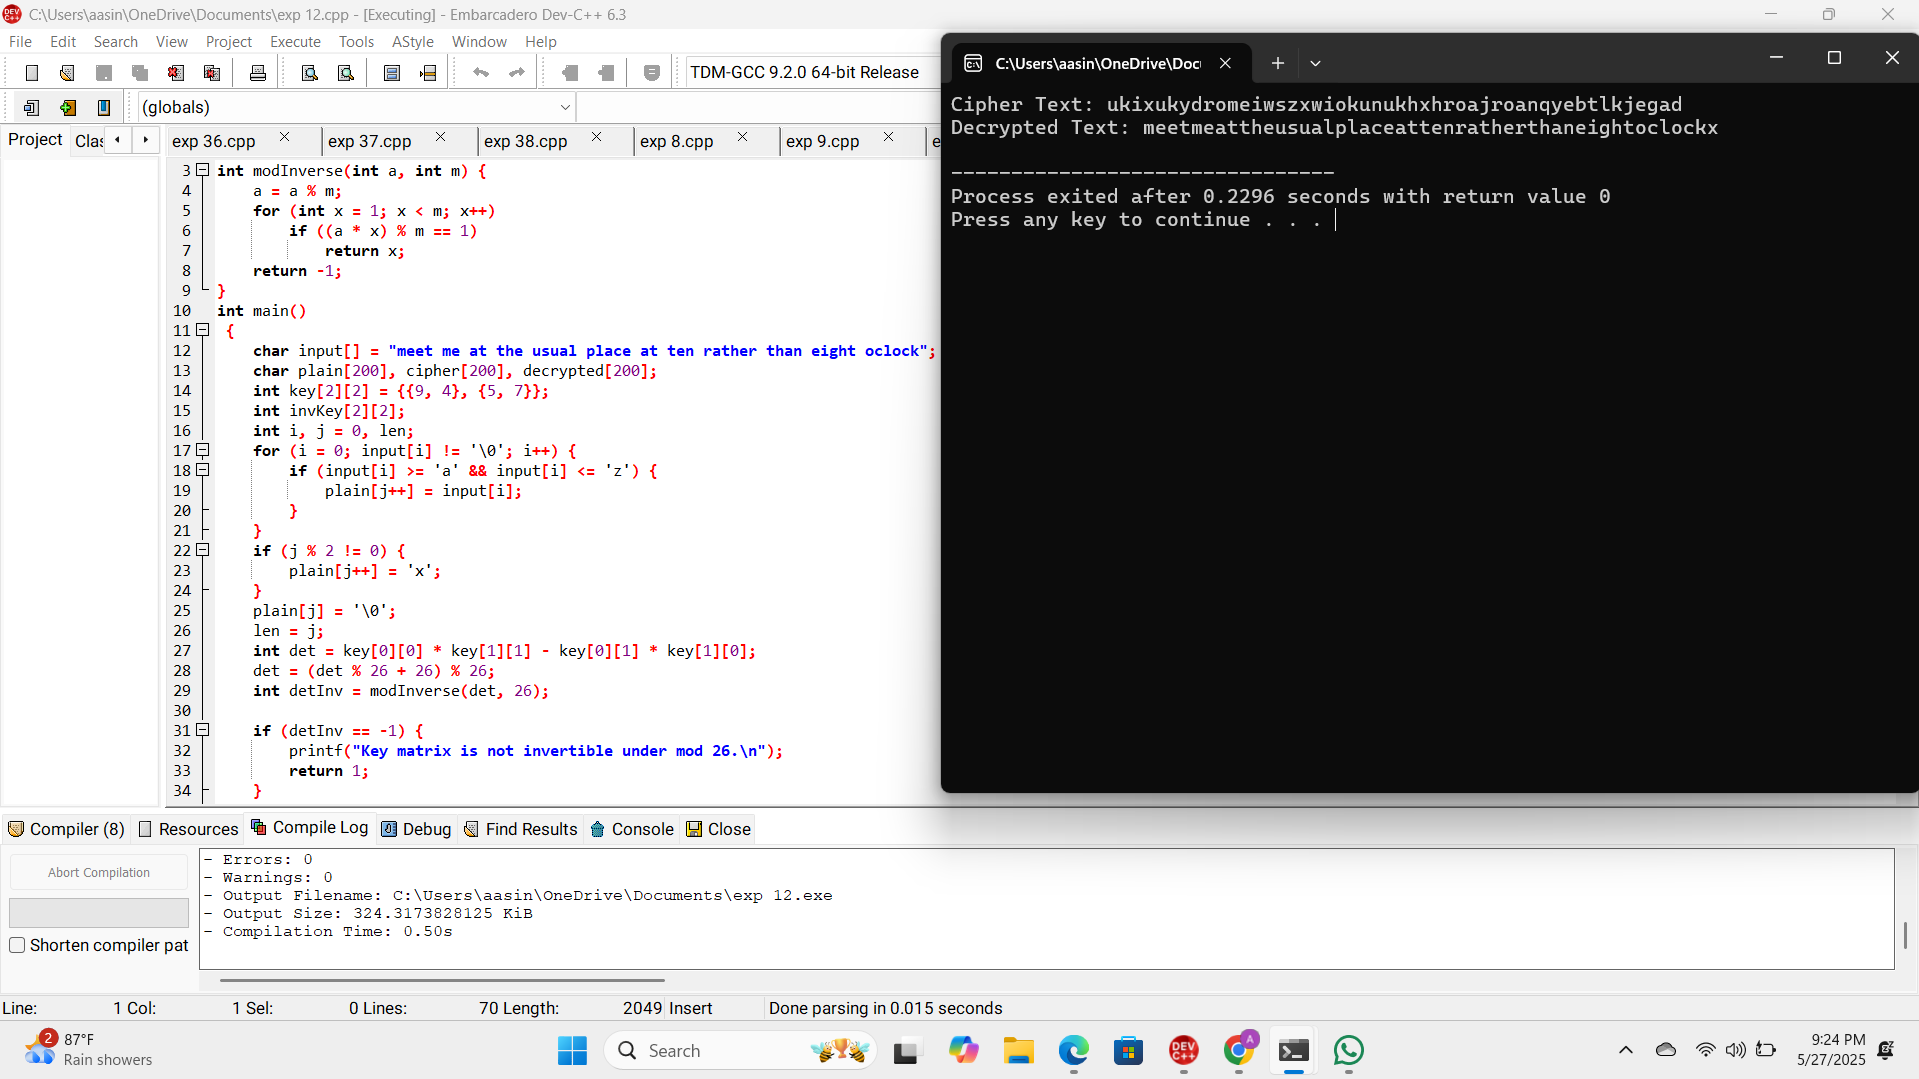 C:\Users\aasin\OneDrive\Documents\exp 12.cpp - [Executing] - Embarcadero Dev-C++ 6.3
File Edit Search View Project Execute Tools AStyle Window Help
TDM-GCC 9.2.0 64-bit Release
(globals)
Project Clas
exp 36.cpp exp 37.cpp exp 38.cpp exp 8.cpp exp 9.cpp e
3 int modInverse(int a, int m) {
4 a = a % m;
5 for (int x = 1; x < m; x++)
6 if ((a * x) % m == 1)
7 return x;
8 return -1;
9 }
10 int main()
11 {
12 char input[] = "meet me at the usual place at ten rather than eight oclock";
13 char plain[200], cipher[200], decrypted[200];
14 int key[2][2] = {{9, 4}, {5, 7}};
15 int invKey[2][2];
16 int i, j = 0, len;
17 for (i = 0; input[i] != '\0'; i++) {
18 if (input[i] >= 'a' && input[i] <= 'z') {
19 plain[j++] = input[i];
20 }
21 }
22 if (j % 2 != 0) {
23 plain[j++] = 'x';
24 }
25 plain[j] = '\0';
26 len = j;
27 int det = key[0][0] * key[1][1] - key[0][1] * key[1][0];
28 det = (det % 26 + 26) % 26;
29 int detInv = modInverse(det, 26);
30
31 if (detInv == -1) {
32 printf("Key matrix is not invertible under mod 26.\n");
33 return 1;
34 }
C:\Users\aasin\OneDrive\Doc
Cipher Text: ukixukydromeiwszxwiokunukhxhroajroanqyebtlkjegad
Decrypted Text: meetmeattheusualplaceattenratherthaneightoclockx
--------------------------------
Process exited after 0.2296 seconds with return value 0
Press any key to continue . . .
Compiler (8) Resources Compile Log Debug Find Results Console Close
Abort Compilation
Shorten compiler pat
- Errors: 0
- Warnings: 0
- Output Filename: C:\Users\aasin\OneDrive\Documents\exp 12.exe
- Output Size: 324.3173828125 KiB
- Compilation Time: 0.50s
Line: 1 Col: 1 Sel: 0 Lines: 70 Length: 2049 Insert Done parsing in 0.015 seconds
2
87°F
Rain showers
Search
DEV C++
A
9:24 PM
5/27/2025